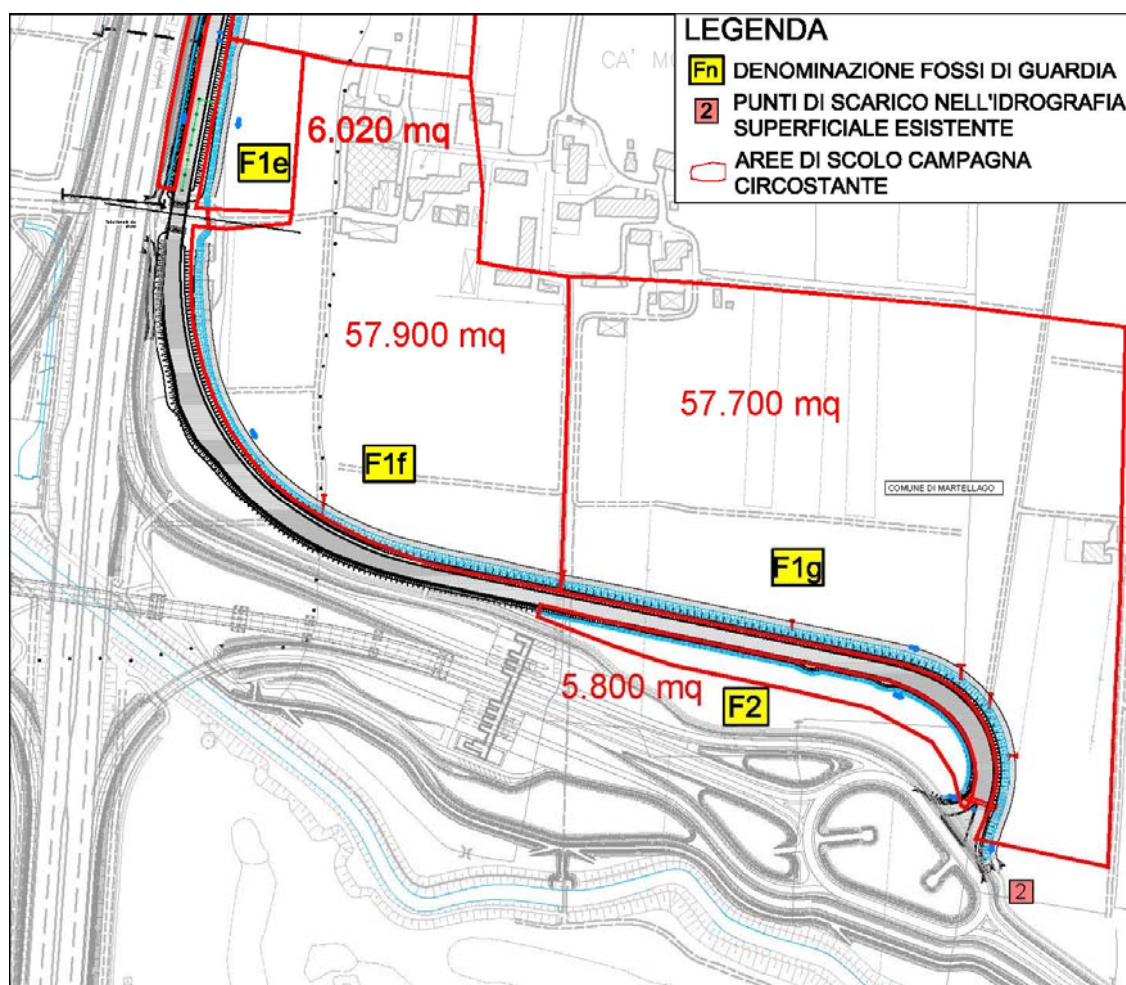 LEGENDA
Fn DENOMINAZIONE FOSSI DI GUARDIA
2 PUNTI DI SCARICO NELL'IDROGRAFIA
SUPERFICIALE ESISTENTE
AREE DI SCOLO CAMPAGNA
CIRCOSTANTE
CA' MO
6.020 mq
F1e
57.900 mq
57.700 mq
F1f
COMUNE DI MARTELLAGO
F1g
5.800 mq
F2
2